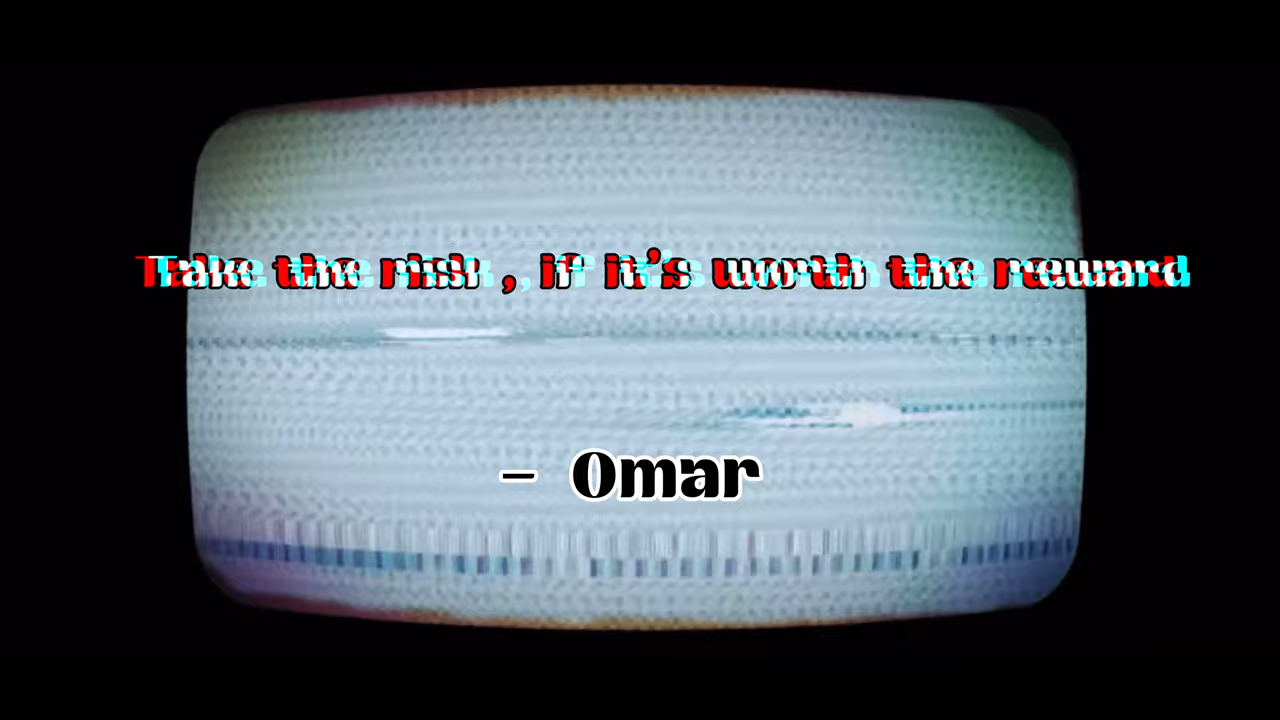 Take the risk , if it's worth the reward
- Omar